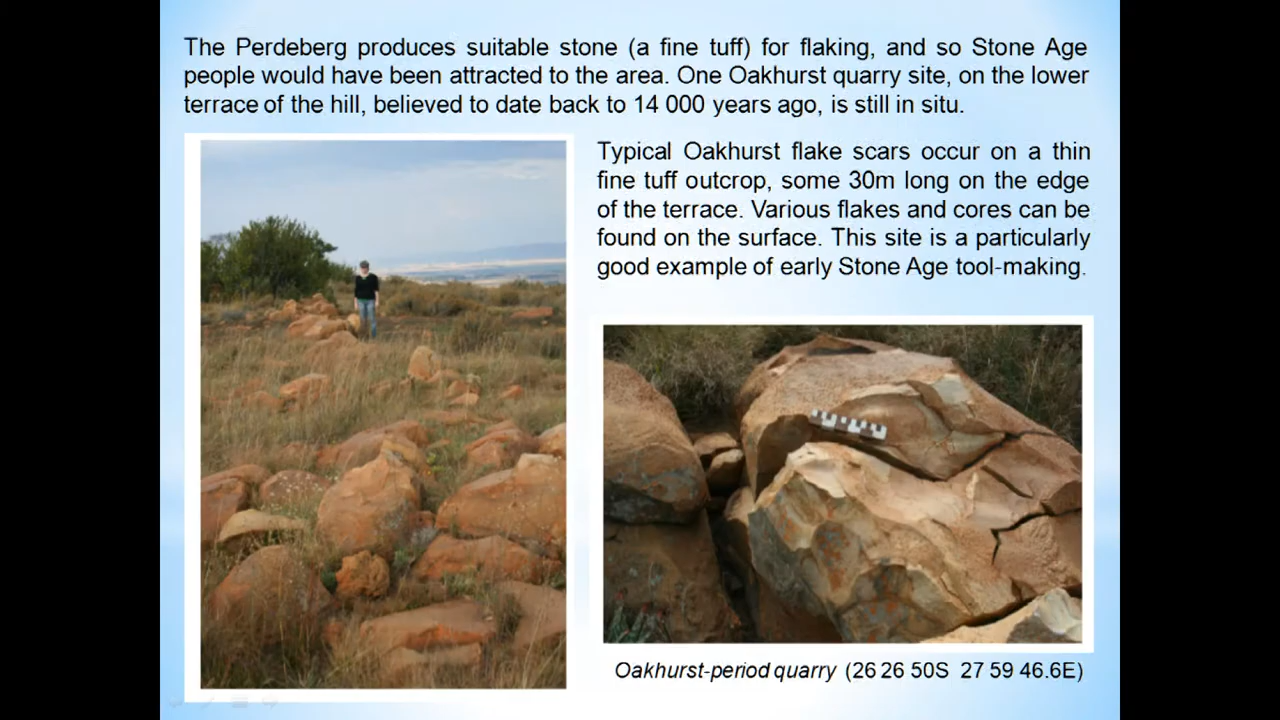 The Perdeberg produces suitable stone (a fine tuff) for flaking, and so Stone Age
people would have been attracted to the area. One Oakhurst quarry site, on the lower
terrace of the hill, believed to date back to 14 000 years ago, is still in situ.
Typical Oakhurst flake scars occur on a thin
fine tuff outcrop, some 30m long on the edge
of the terrace. Various flakes and cores can be
found on the surface. This site is a particularly
good example of early Stone Age tool-making.
Oakhurst-period quarry (26 26 50S 27 59 46.6E)